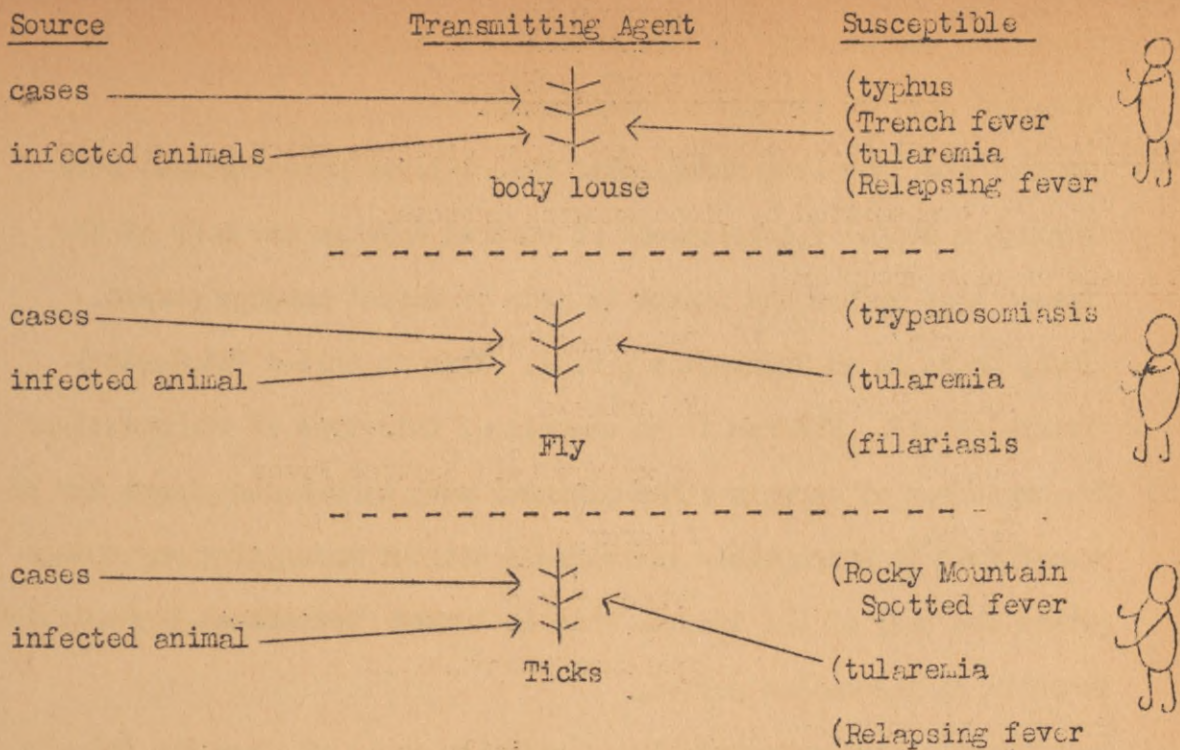 Source Transmitting Agent Susceptible
cases (typhus
(Trench fever
infected animals (tularemia
body louse (Relapsing fever
cases (trypanosomiasis
infected animal (tularemia
Fly (filariasis
cases (Rocky Mountain
Spotted fever
infected animal
Ticks (tularemia
(Relapsing fever